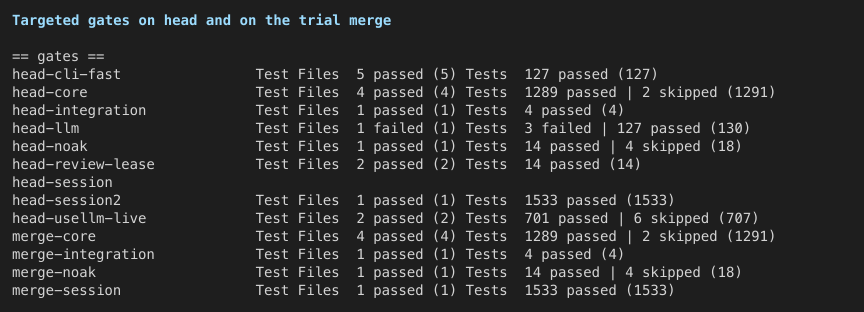 Targeted gates on head and on the trial merge
== gates ==
head-cli-fast Test Files 5 passed (5) Tests 127 passed (127)
head-core Test Files 4 passed (4) Tests 1289 passed | 2 skipped (1291)
head-integration Test Files 1 passed (1) Tests 4 passed (4)
head-llm Test Files 1 failed (1) Tests 3 failed | 127 passed (130)
head-noak Test Files 1 passed (1) Tests 14 passed | 4 skipped (18)
head-review-lease Test Files 2 passed (2) Tests 14 passed (14)
head-session
head-session2 Test Files 1 passed (1) Tests 1533 passed (1533)
head-usellm-live Test Files 2 passed (2) Tests 701 passed | 6 skipped (707)
merge-core Test Files 4 passed (4) Tests 1289 passed | 2 skipped (1291)
merge-integration Test Files 1 passed (1) Tests 4 passed (4)
merge-noak Test Files 1 passed (1) Tests 14 passed | 4 skipped (18)
merge-session Test Files 1 passed (1) Tests 1533 passed (1533)